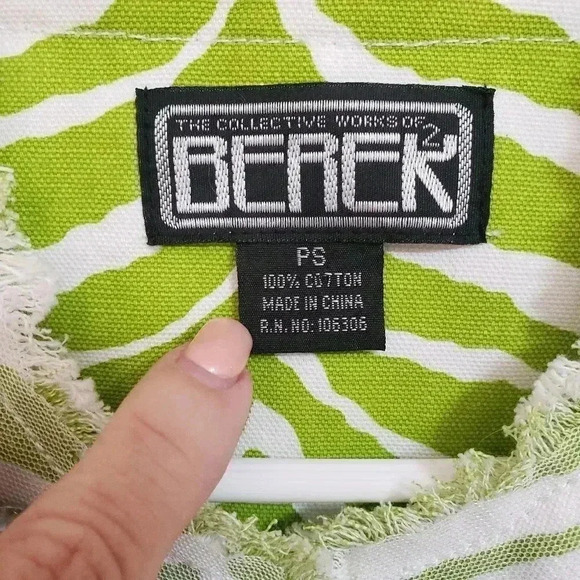 THE COLLECTIVE WORKS OF
BEREK 2
PS
100% COTTON
MADE IN CHINA
R.N. NO: 106306